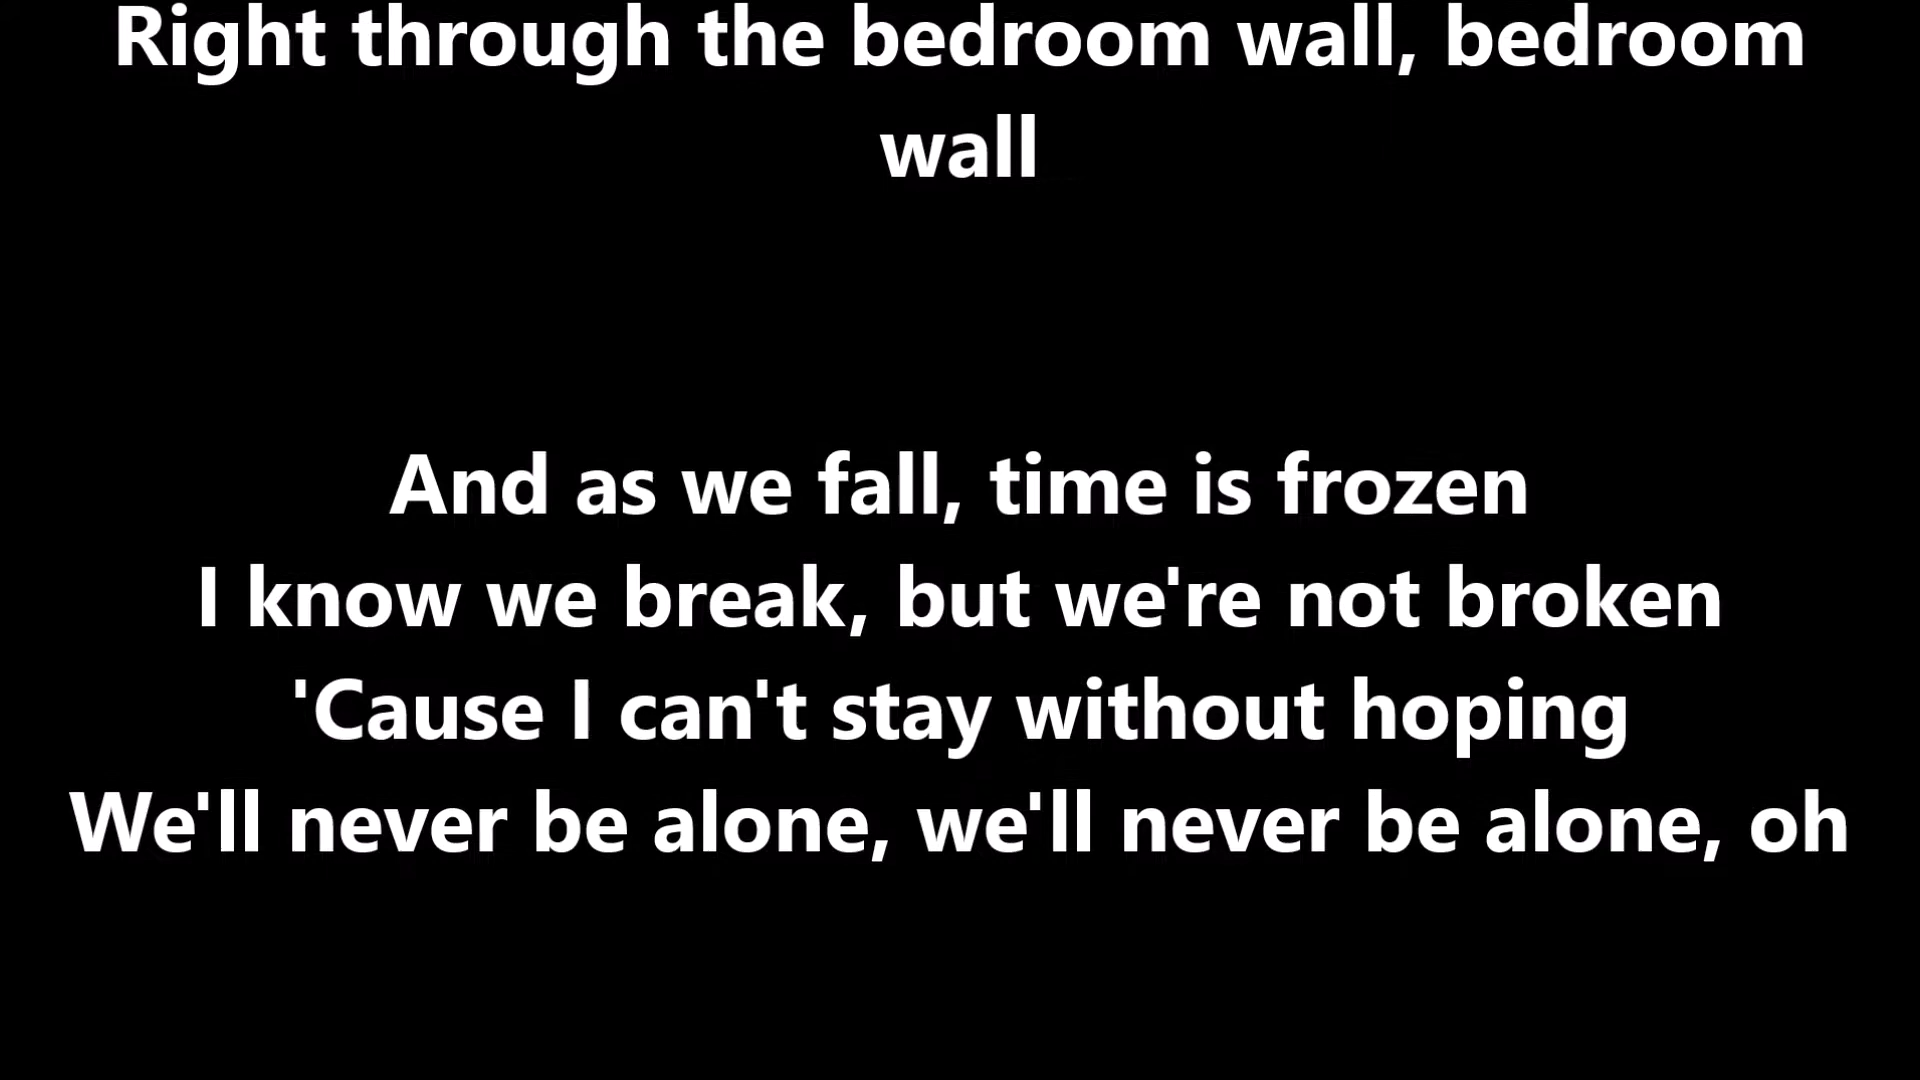 Right through the bedroom wall, bedroom
wall
And as we fall, time is frozen
I know we break, but we're not broken
'Cause I can't stay without hoping
We'll never be alone, we'll never be alone, oh